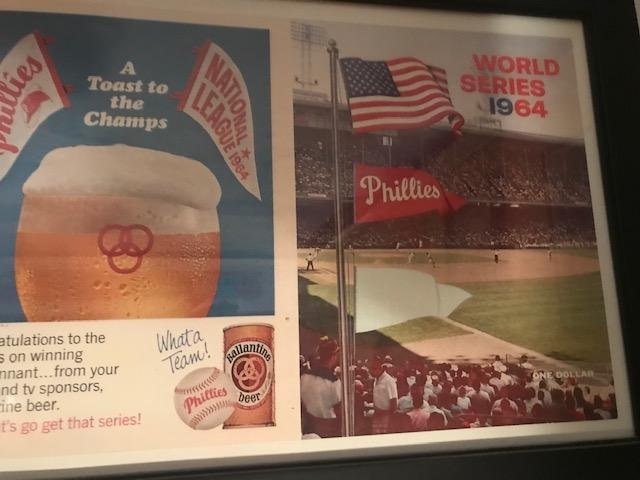 Phillies
A
Toast to
the
Champs
NATIONAL
LEAGUE 1964
atulations to the
s on winning
nnant...from your
nd tv sponsors,
ine beer.
t's go get that series!
What a
Team!
Phillies
Ballantine
beer
WORLD
SERIES
1964
Phillies
ONE DOLLAR